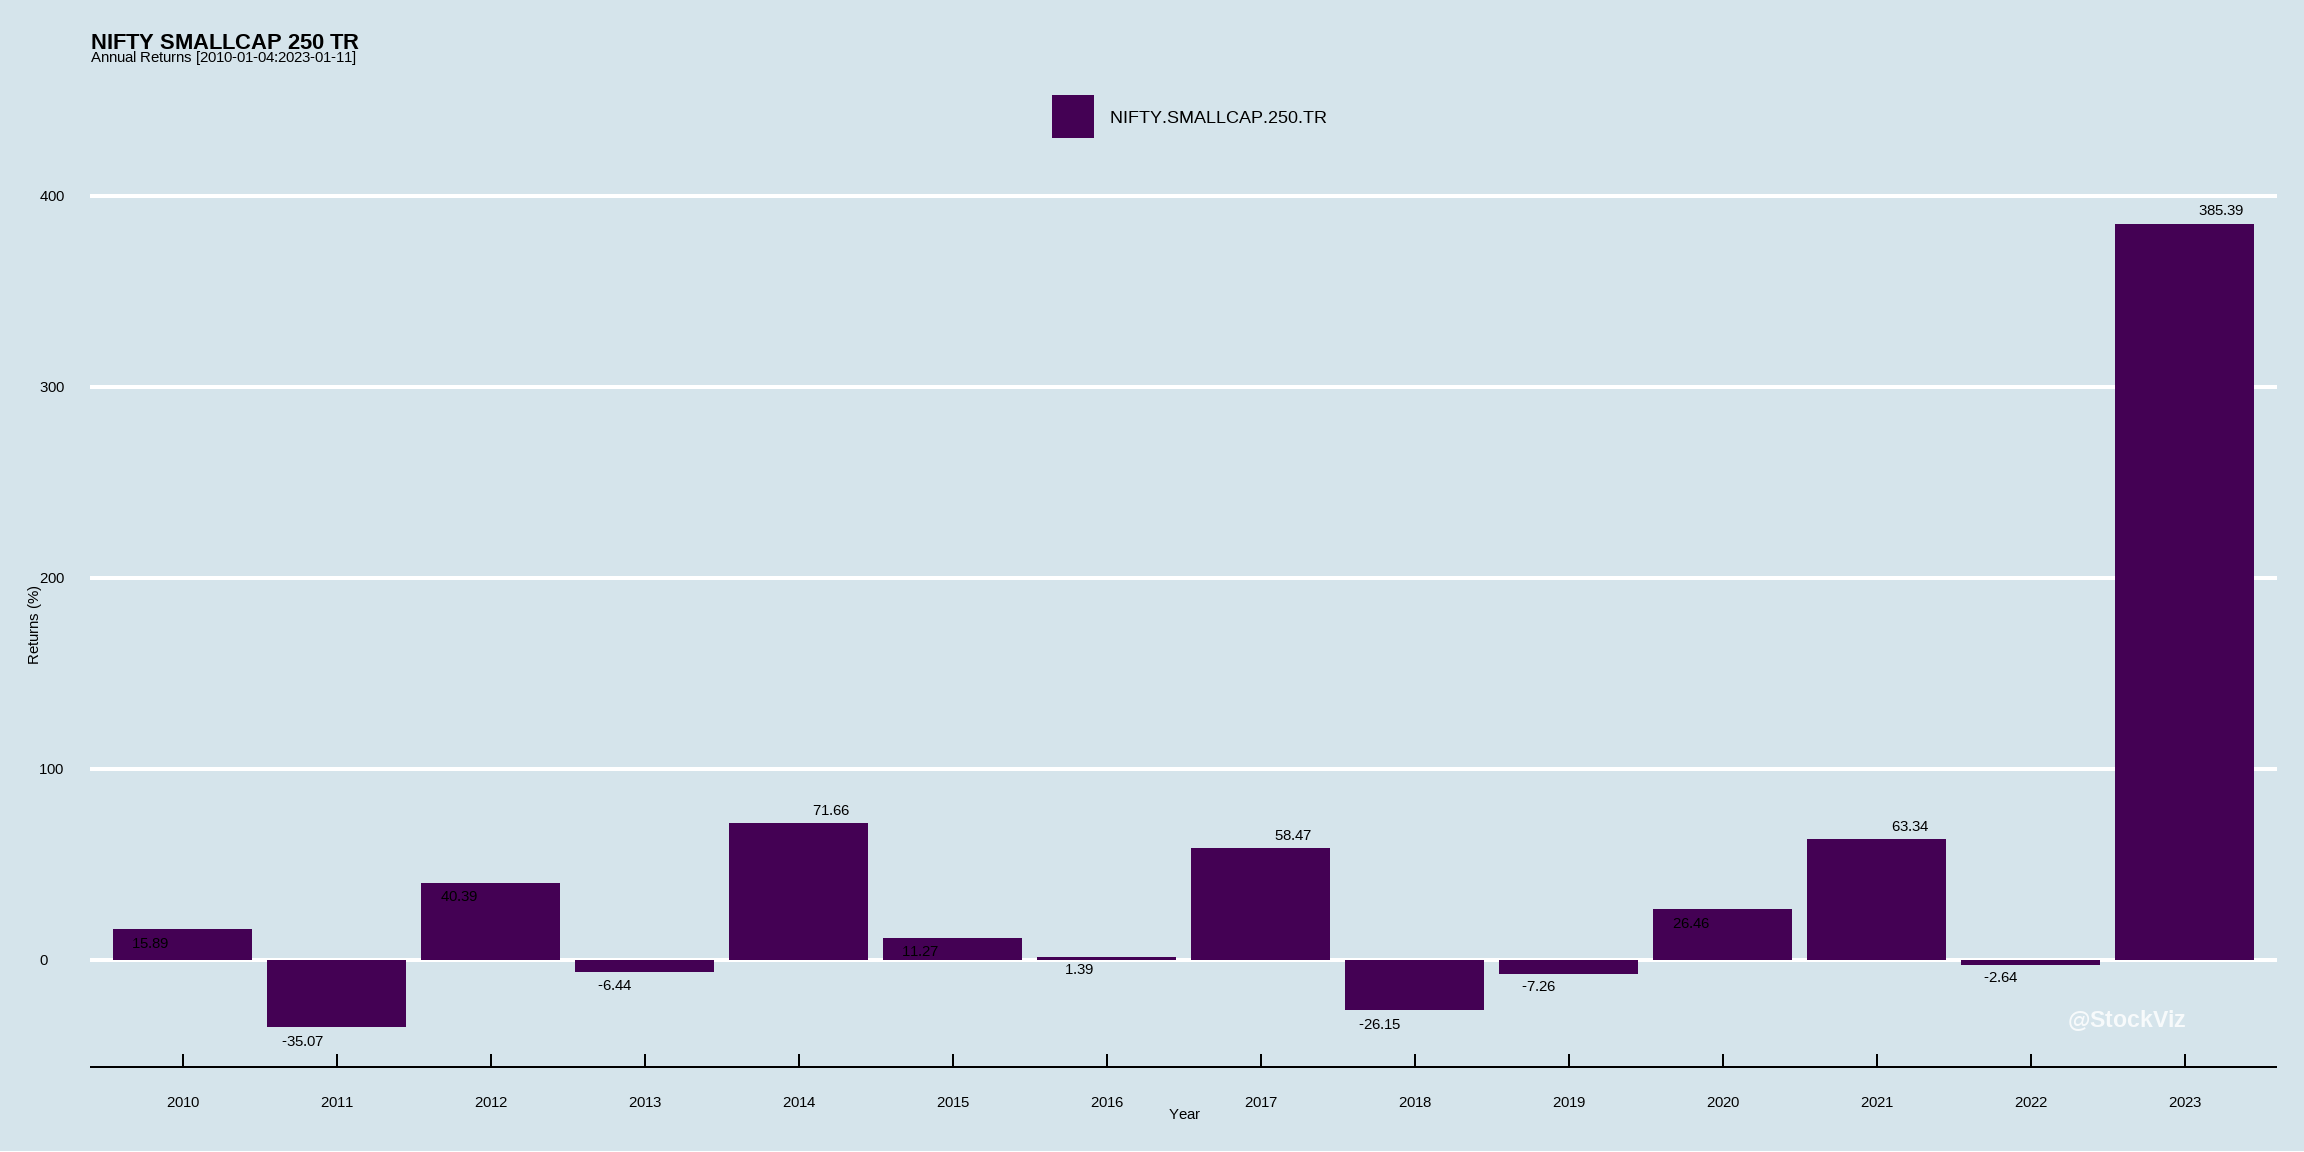 NIFTY SMALLCAP 250 TR
Annual Returns [2010-01-04:2023-01-11]
NIFTY.SMALLCAP.250.TR
400
385.39
300
200
Returns (%)
100
71.66
58.47
63.34
40.39
26.46
15.89
11.27
0
1.39
-2.64
-6.44
-7.26
-26.15
@StockViz
-35.07
2010 2011 2012 2013 2014 2015 2016 2017 2018 2019 2020 2021 2022 2023
Year